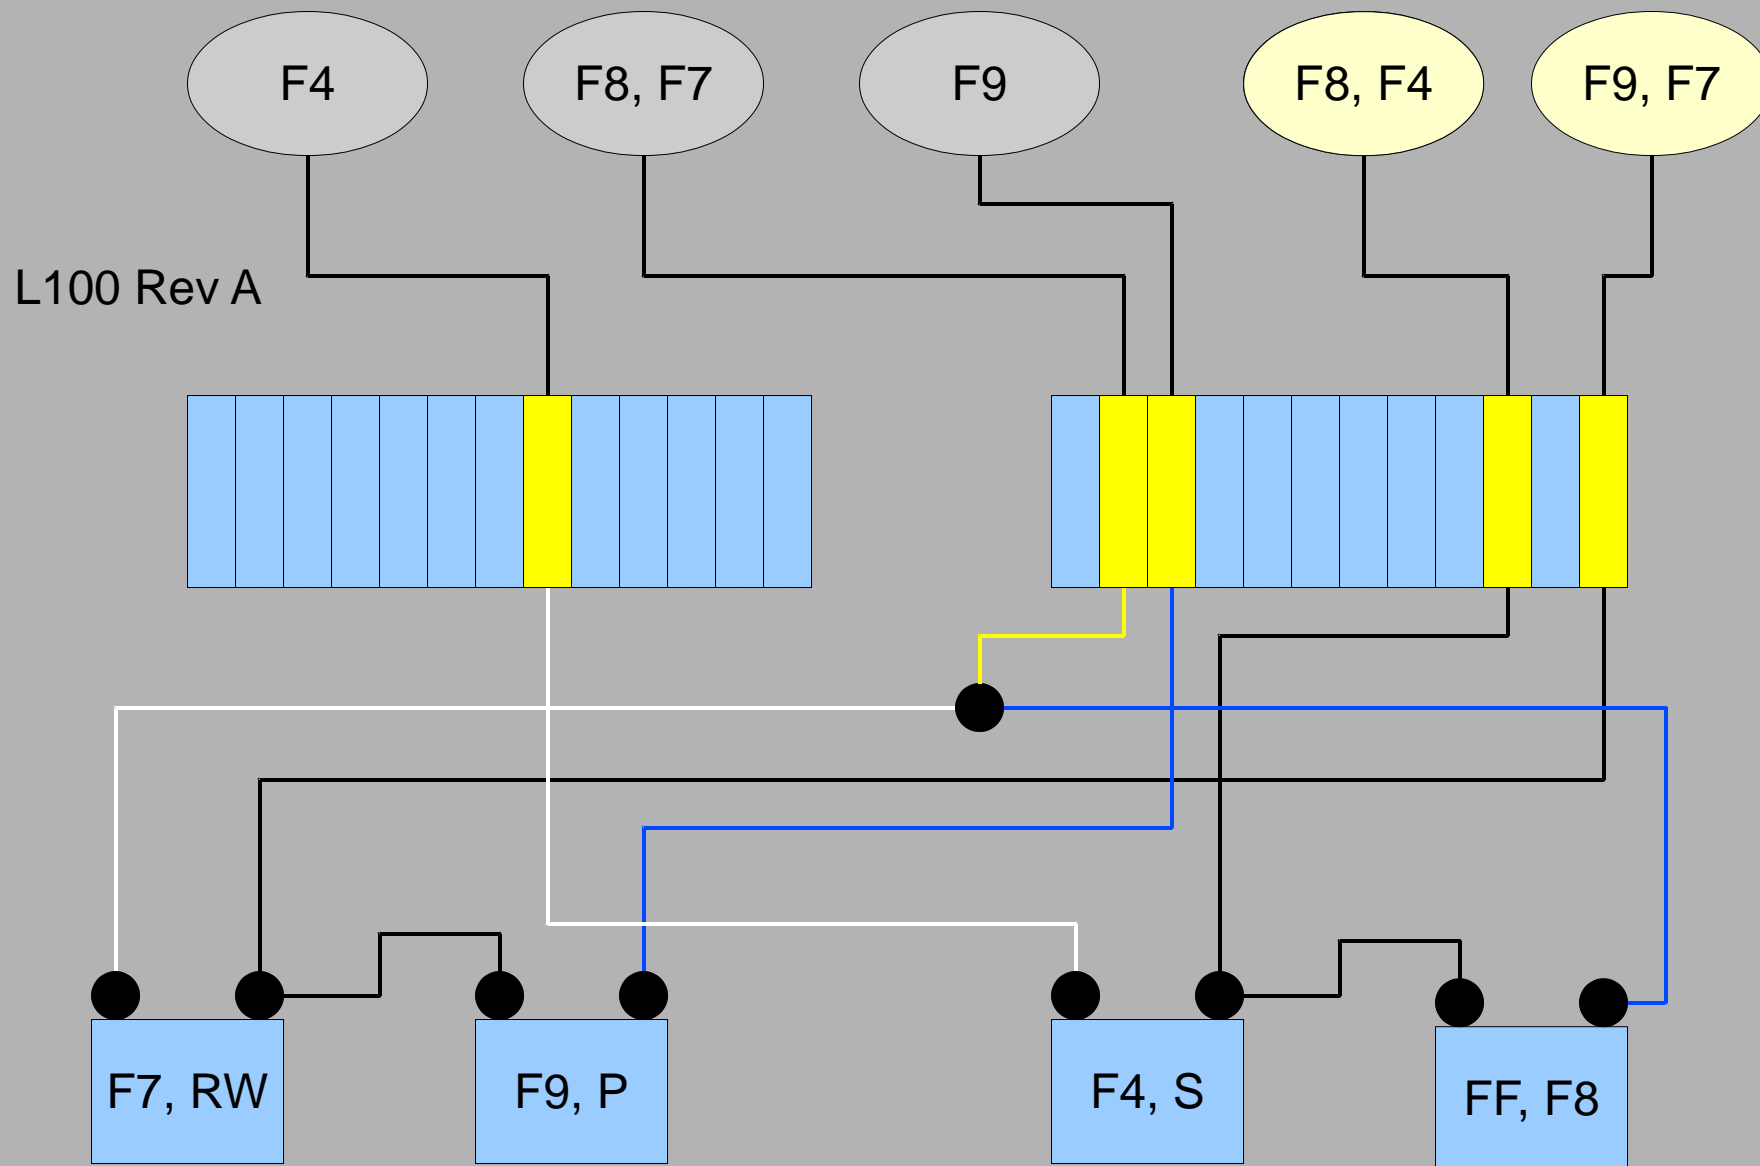 F4
F8, F7
F9
F8, F4
F9, F7
L100 Rev A
F7, RW
F9, P
F4, S
FF, F8